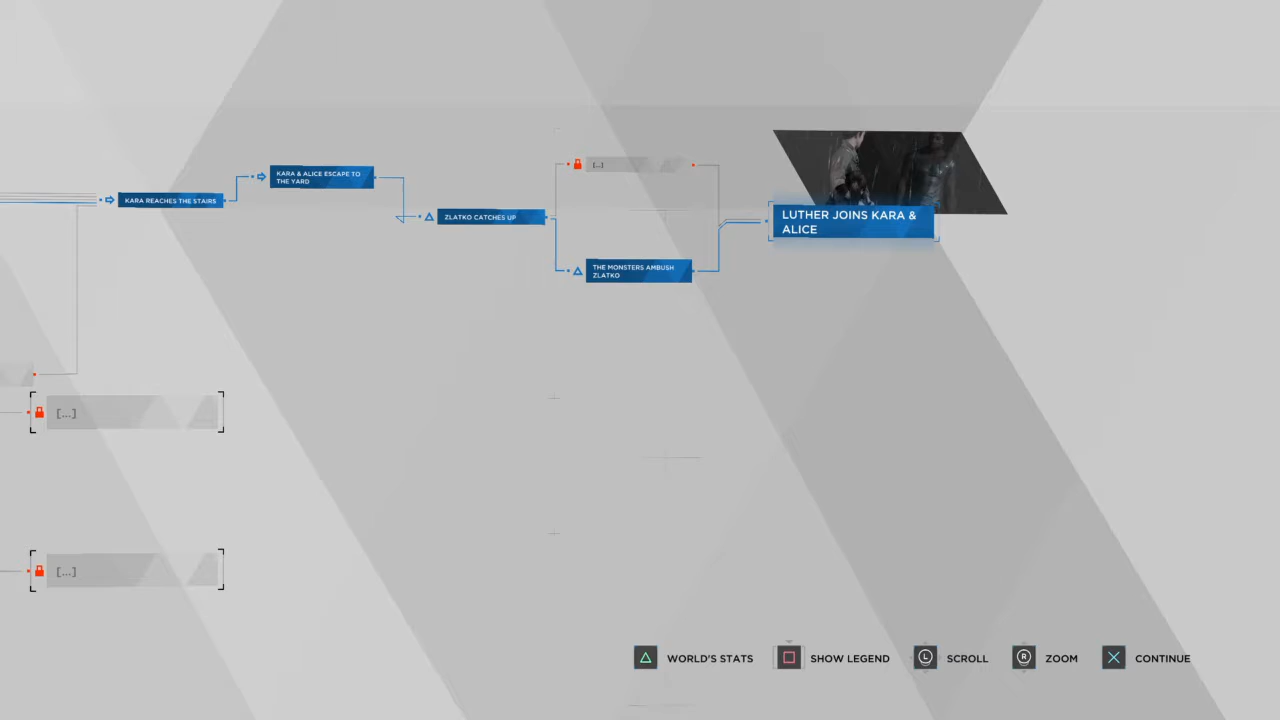 [...]
KARA & ALICE ESCAPE TO
THE YARD
KARA REACHES THE STAIRS
ZLATKO CATCHES UP
LUTHER JOINS KARA &
ALICE
THE MONSTERS AMBUSH
ZLATKO
[...]
[...]
WORLD'S STATS
SHOW LEGEND
L
SCROLL
R
ZOOM
CONTINUE